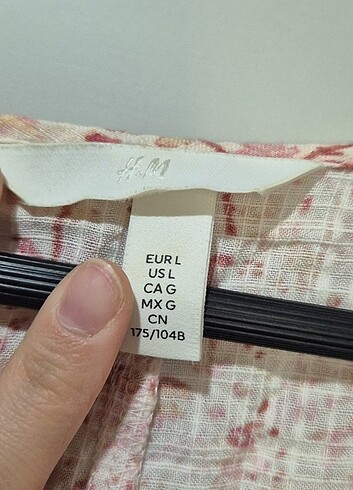 H&M
EUR L
US L
CA G
MX G
CN
175/104B